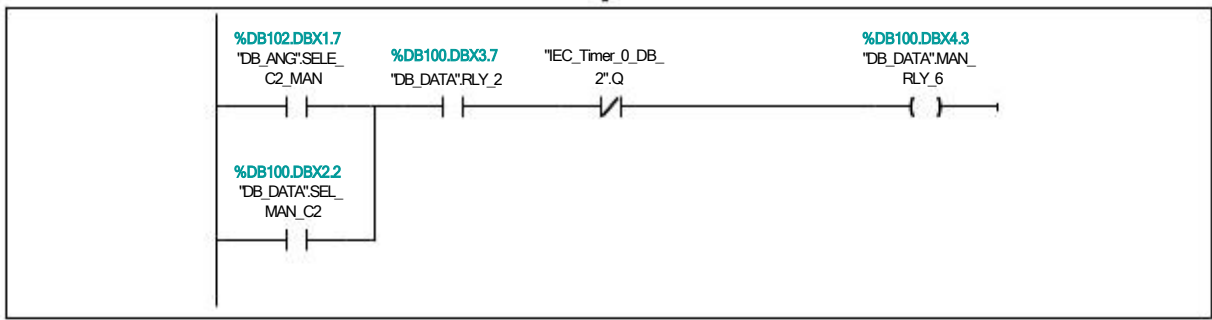 %DB102.DBX1.7
"DB_ANG".SELE_
C2_MAN
%DB100.DBX3.7
"DB_DATA".RLY_2
"IEC_Timer_0_DB_
2".Q
%DB100.DBX4.3
"DB_DATA".MAN_
RLY_6
%DB100.DBX2.2
"DB_DATA".SEL_
MAN_C2